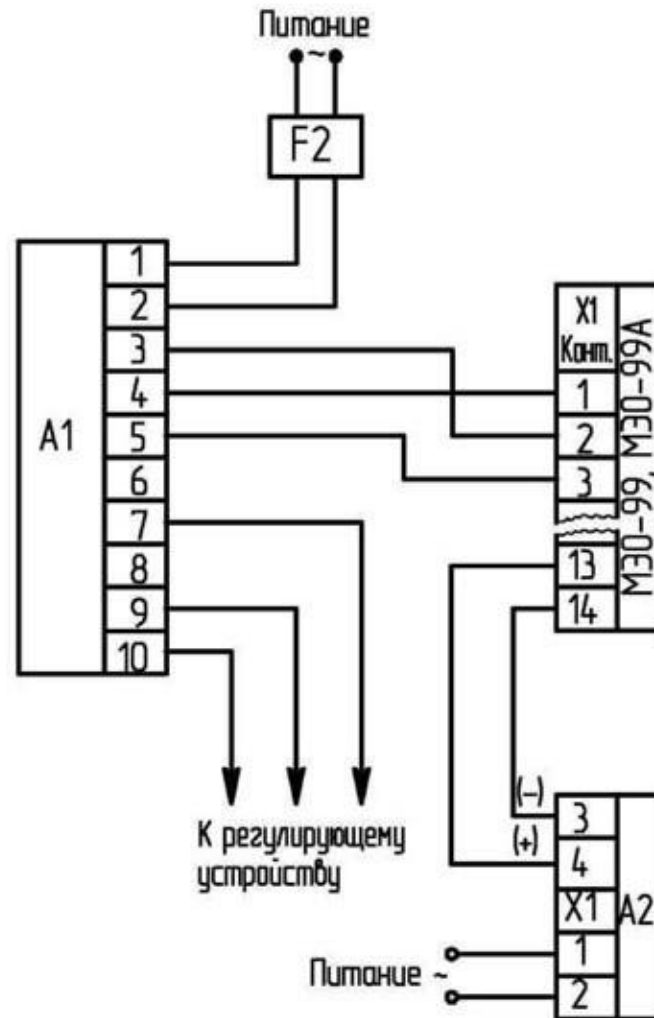 Питание
~
F2
A1
1
2
3
4
5
6
7
8
9
10
X1
Конт.
1
2
3
13
14
МЭО-99, МЭО-99А
К регулирующему
устройству
(-)
(+)
3
4
X1
1
2
A2
Питание ~